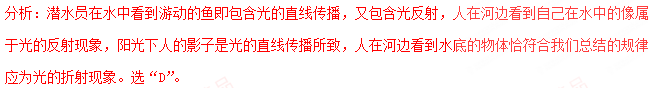 分析：潜水员在水中看到游动的鱼即包含光的直线传播，又包含光反射，人在河边看到自己在水中的像属
于光的反射现象，阳光下人的影子是光的直线传播所致，人在河边看到水底的物体恰符合我们总结的规律
应为光的折射现象。选“D”。